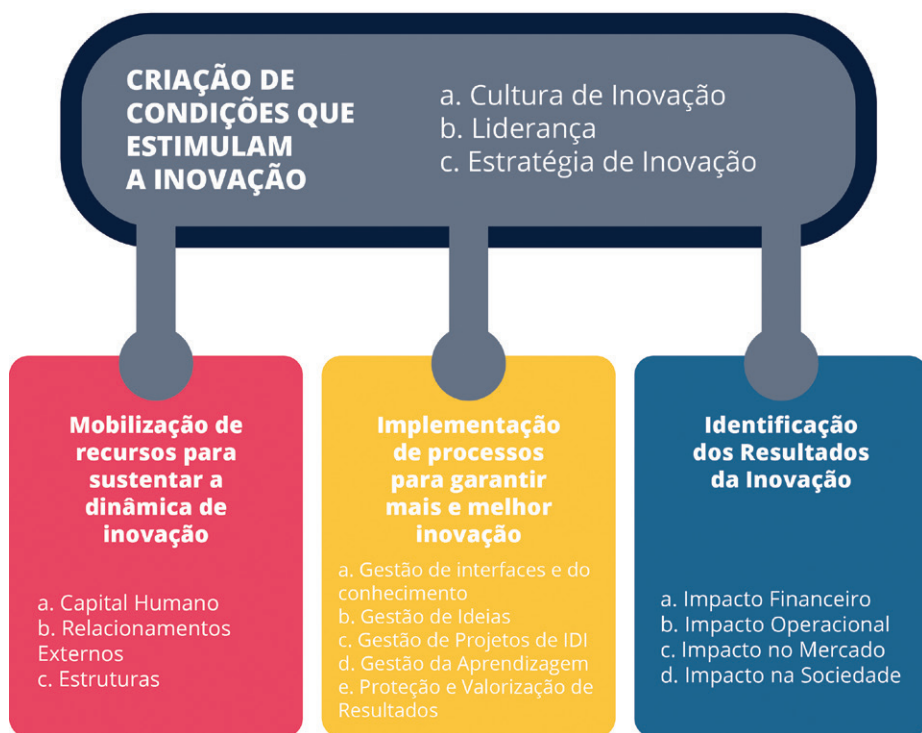 CRIAÇÃO DE
CONDIÇÕES QUE
ESTIMULAM
A INOVAÇÃO
a. Cultura de Inovação
b. Liderança
c. Estratégia de Inovação
Mobilização de
recursos para
sustentar a
dinâmica de
inovação
a. Capital Humano
b. Relacionamentos
Externos
c. Estruturas
Implementação
de processos
para garantir
mais e melhor
inovação
a. Gestão de interfaces e do
conhecimento
b. Gestão de Ideias
c. Gestão de Projetos de IDI
d. Gestão da Aprendizagem
e. Proteção e Valorização de
Resultados
Identificação
dos Resultados
da Inovação
a. Impacto Financeiro
b. Impacto Operacional
c. Impacto no Mercado
d. Impacto na Sociedade